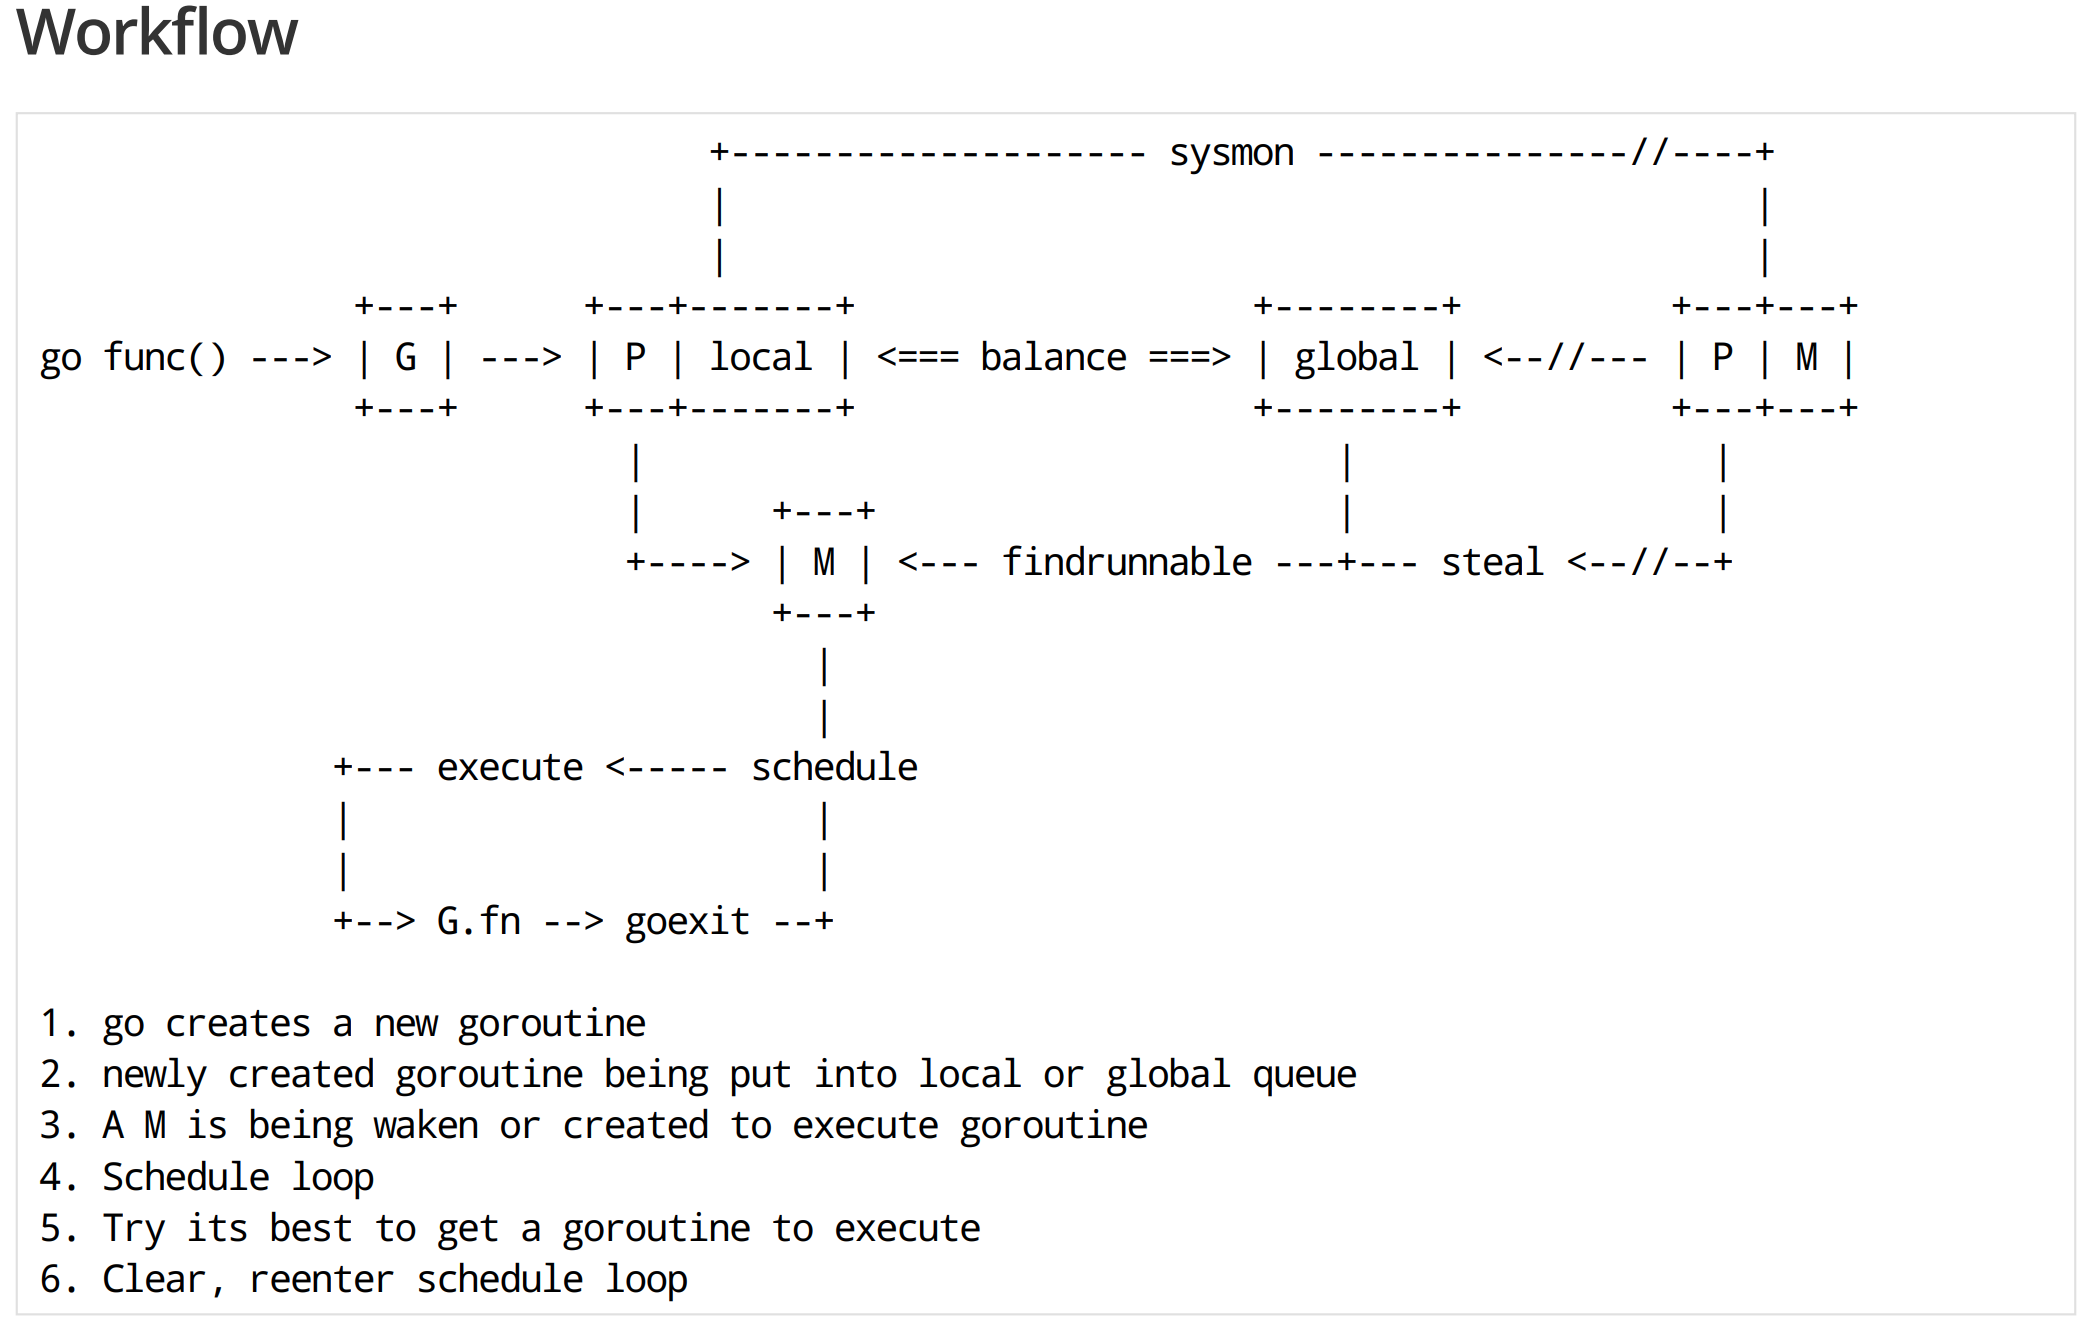 Workflow
                                +-------------------- sysmon ---------------//----+
                                |                                                 |
                                |                                                 |
               +---+      +---+-------+                   +--------+          +---+---+
go func() ---> | G | ---> | P | local | <=== balance ===> | global | <--//--- | P | M |
               +---+      +---+-------+                   +--------+          +---+---+
                            |                                 |                 |
                            |      +---+                      |                 |
                            +----> | M | <--- findrunnable ---+--- steal <--//--+
                                   +---+
                                     |
                                     |
              +--- execute <----- schedule
              |                      |
              |                      |
              +--> G.fn --> goexit --+
1. go creates a new goroutine
2. newly created goroutine being put into local or global queue
3. A M is being waken or created to execute goroutine
4. Schedule loop
5. Try its best to get a goroutine to execute
6. Clear, reenter schedule loop